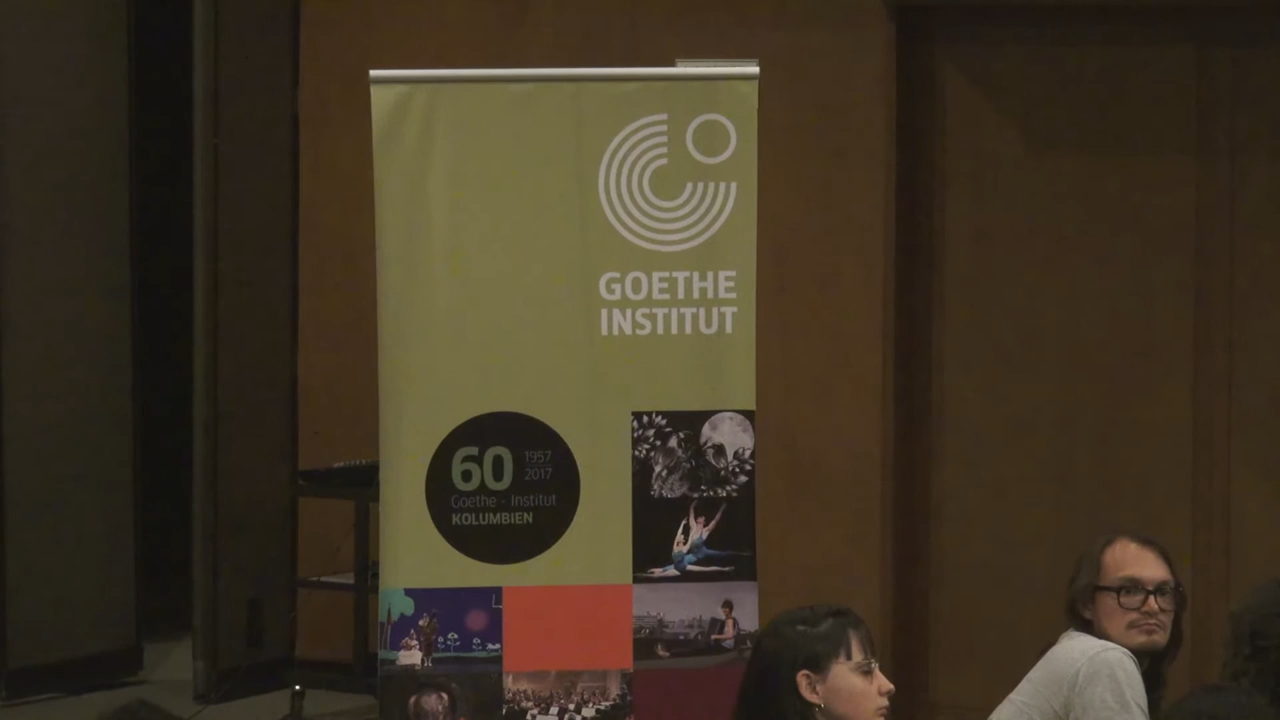 GOETHE
INSTITUT
60 1957
2017
Goethe - Institut
KOLUMBIEN